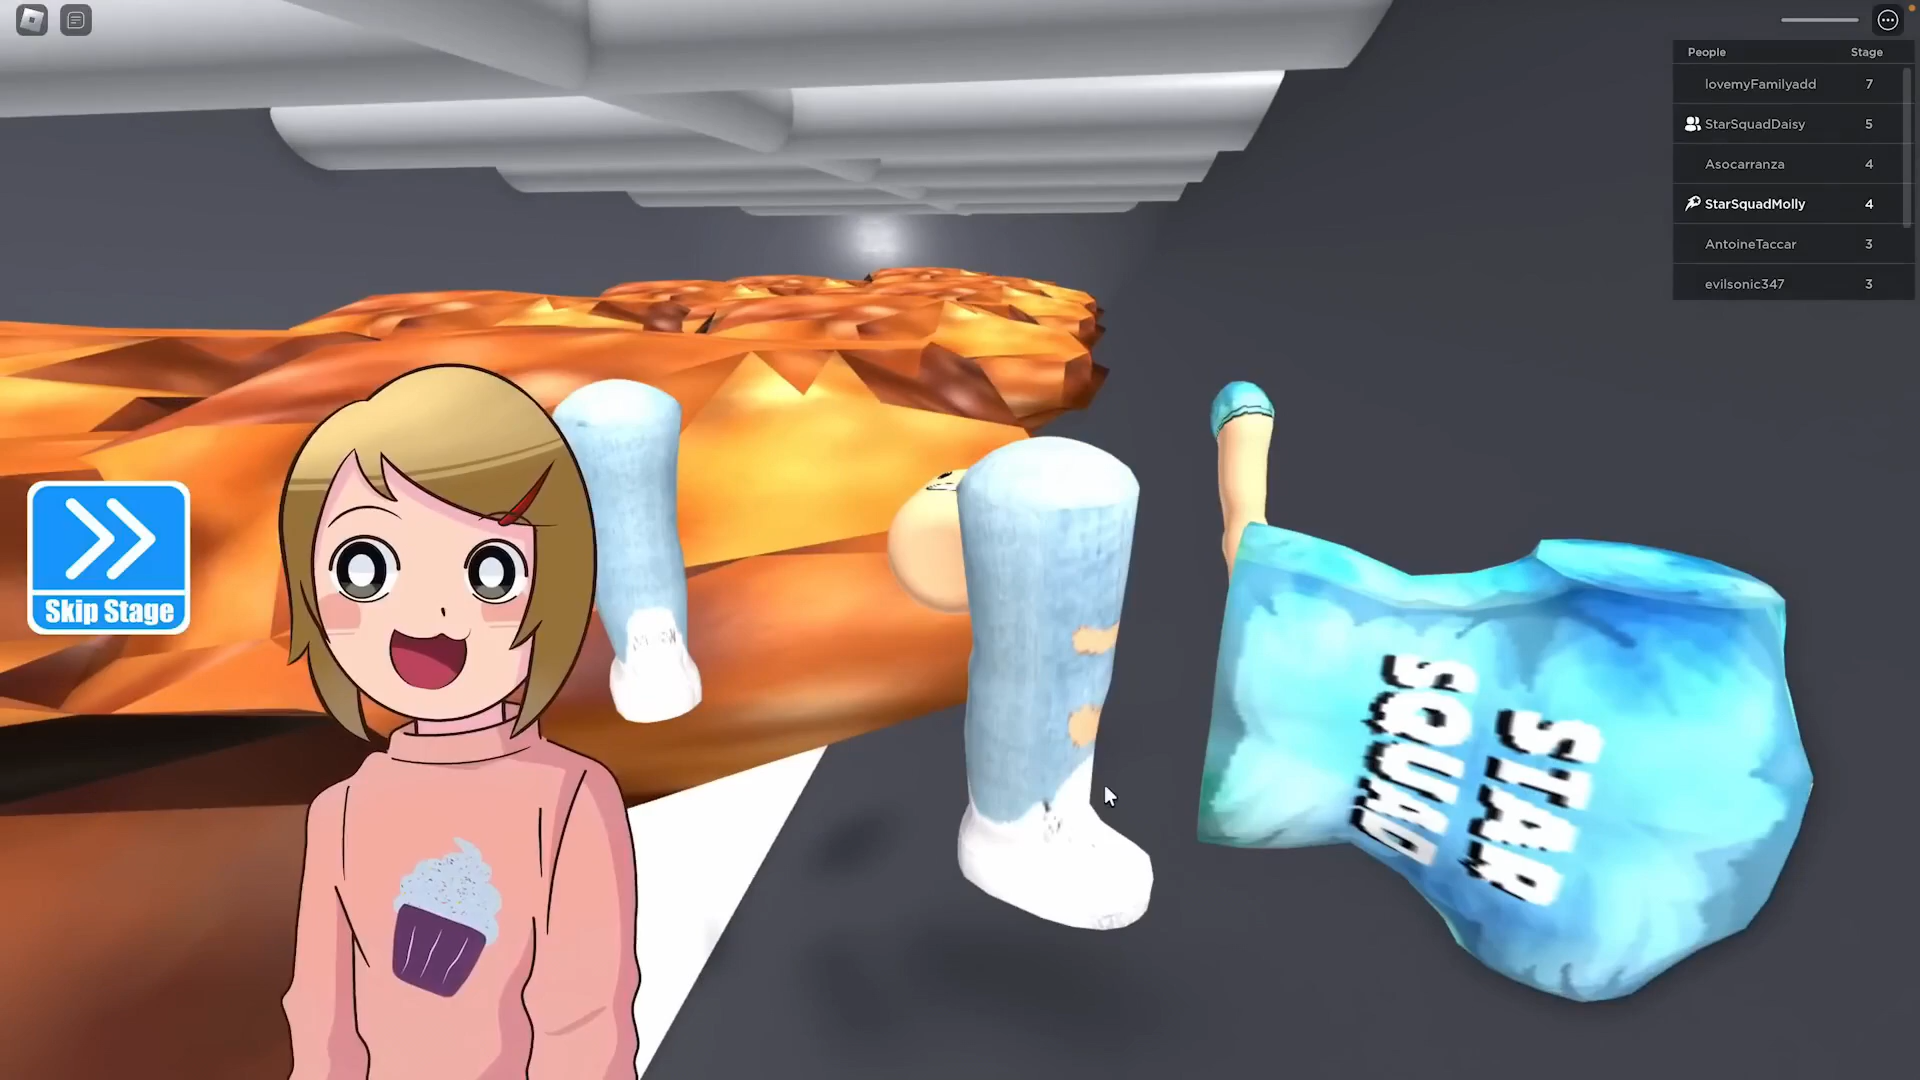 People Stage
lovemyFamilyadd 7
StarSquadDaisy 5
Asocarranza 4
StarSquadMolly 4
AntoineTaccar 3
evilsonic347 3
Skip Stage
STAR
SQUAD